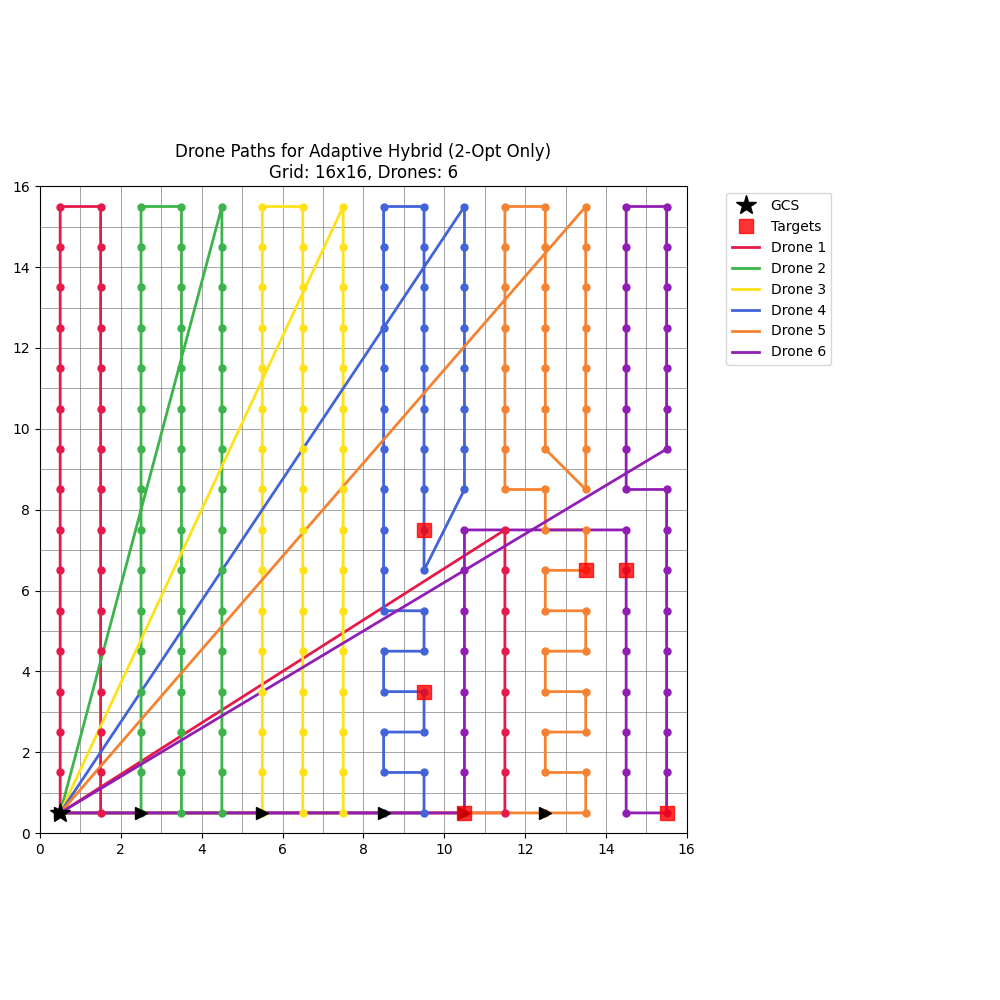 Drone Paths for Adaptive Hybrid (2-Opt Only)
Grid: 16x16, Drones: 6
16
14
12
10
8
6
4
2
0
0 2 4 6 8 10 12 14 16
GCS
Targets
Drone 1
Drone 2
Drone 3
Drone 4
Drone 5
Drone 6